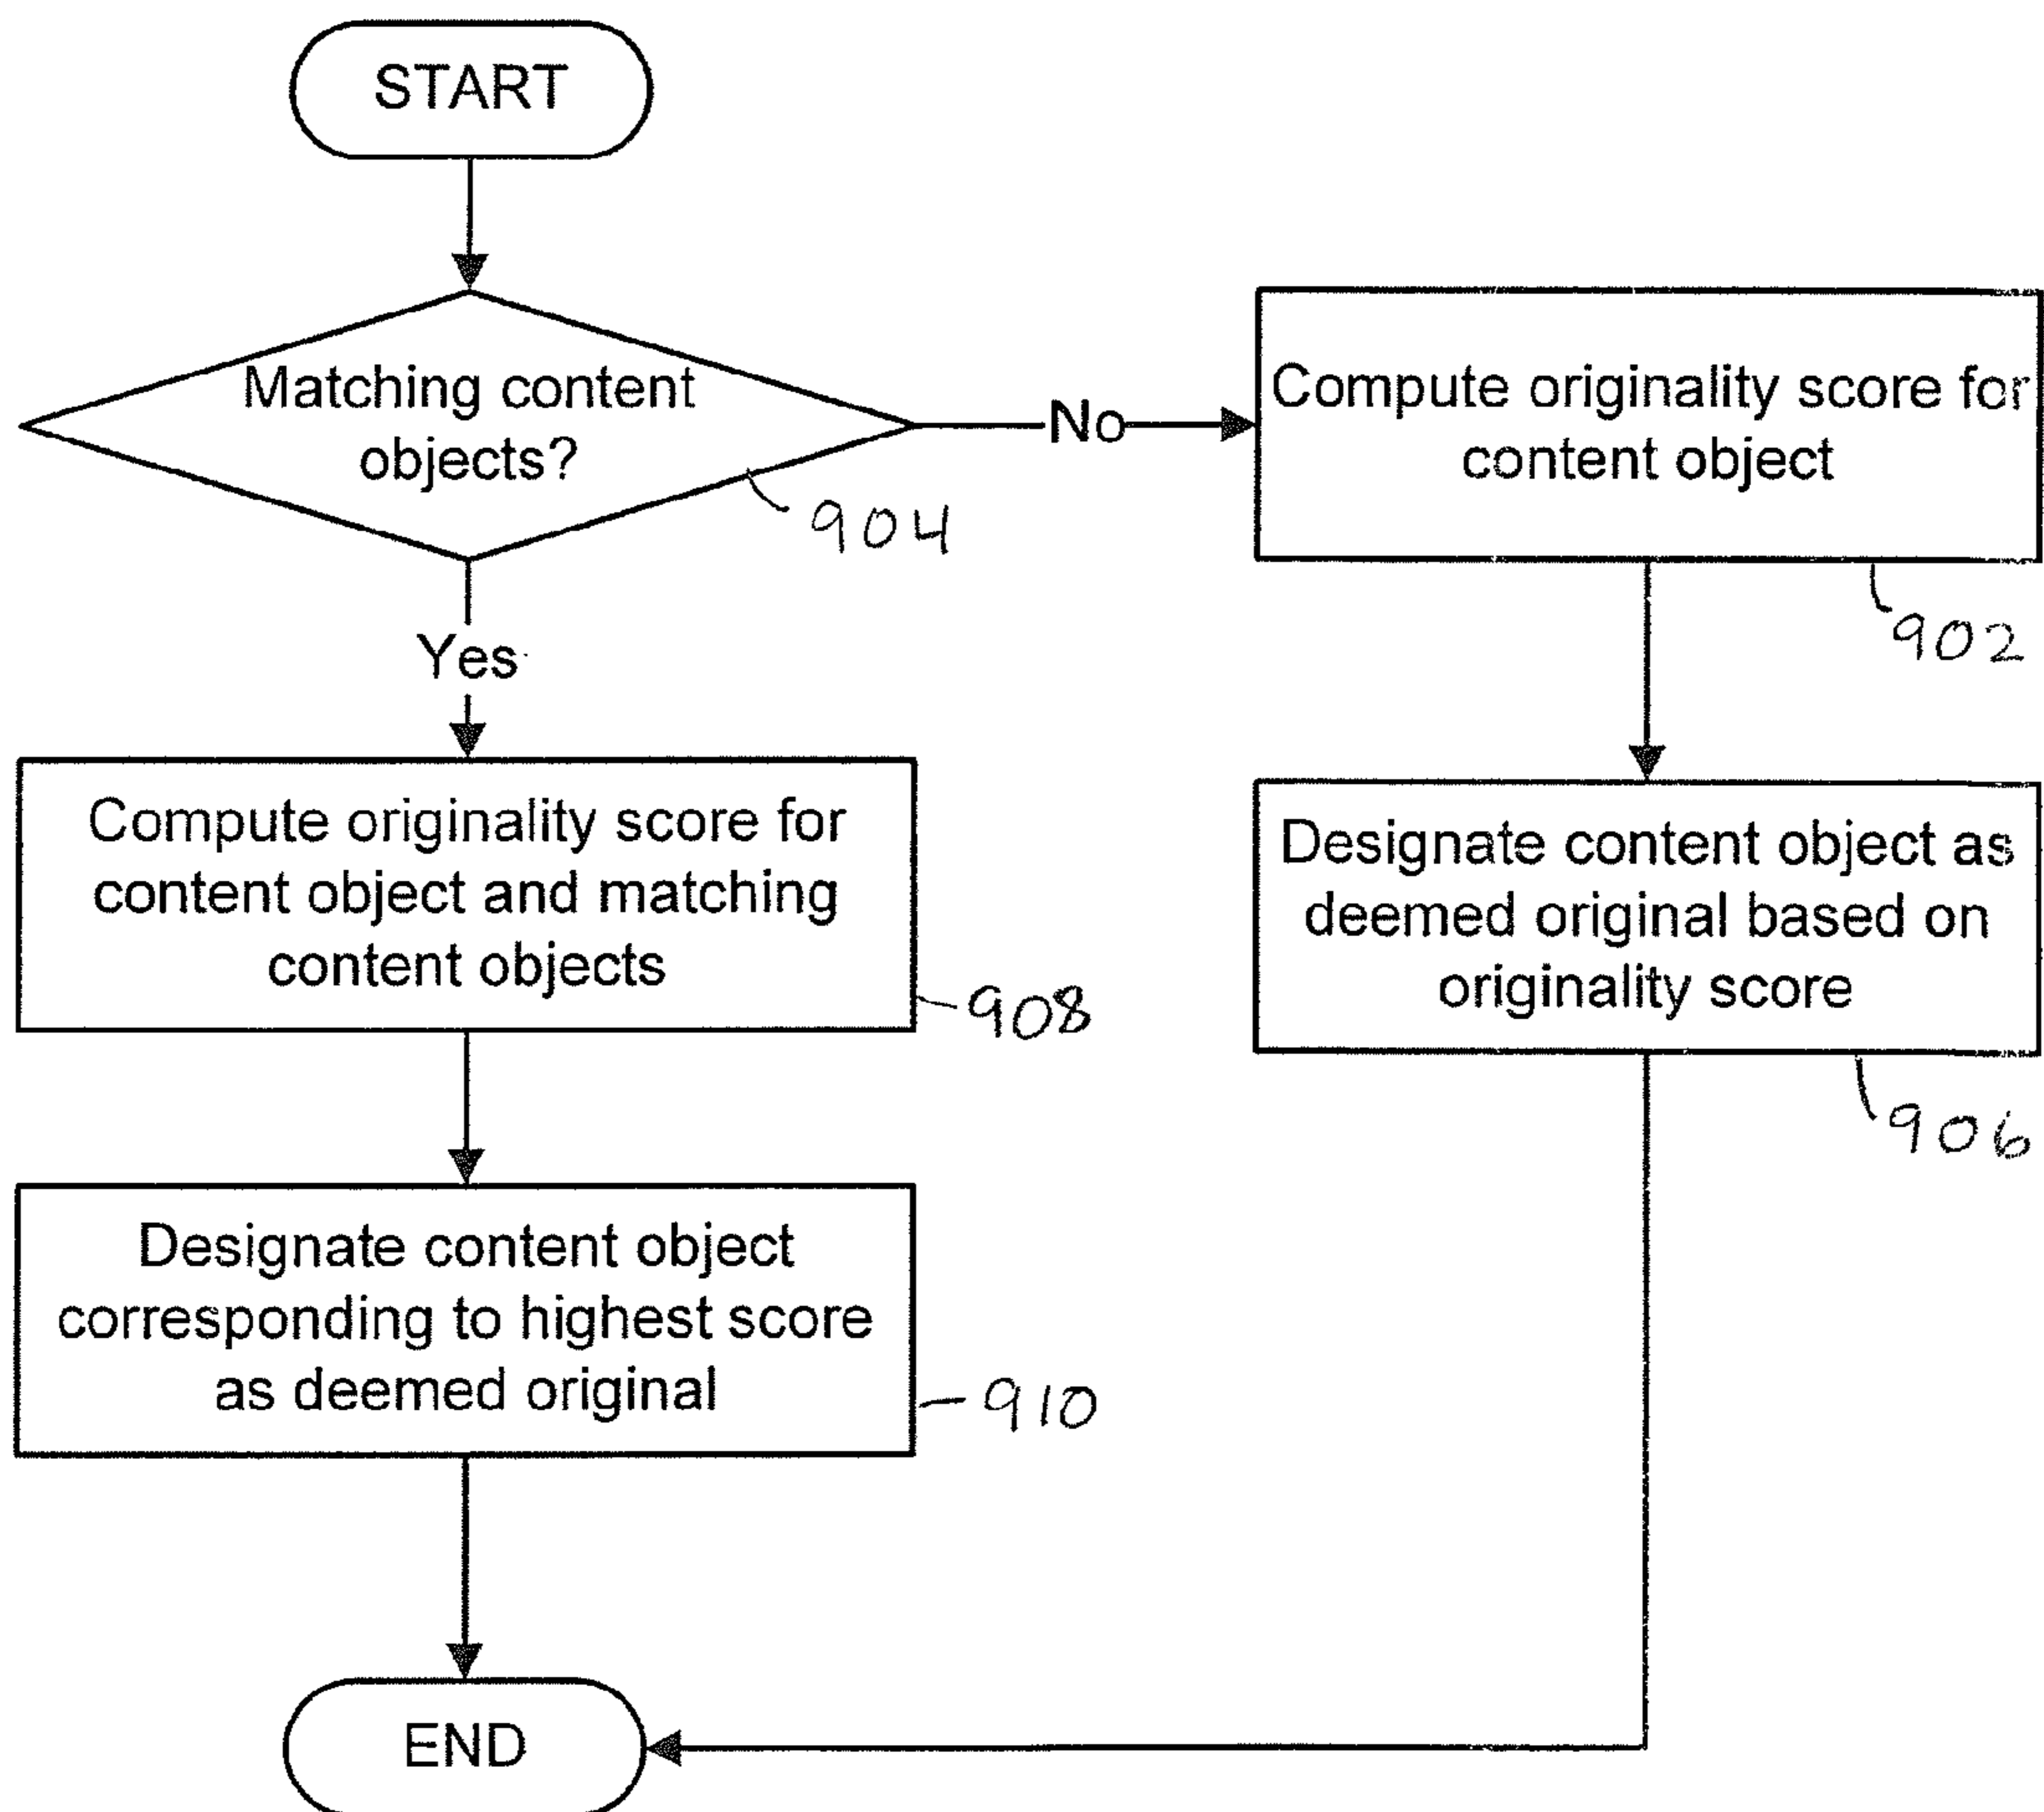 START
Matching content
objects?
904
No
Compute originality score for
content object
902
Yes
Compute originality score for
content object and matching
content objects
908
Designate content object as
deemed original based on
originality score
906
Designate content object
corresponding to highest score
as deemed original
910
END